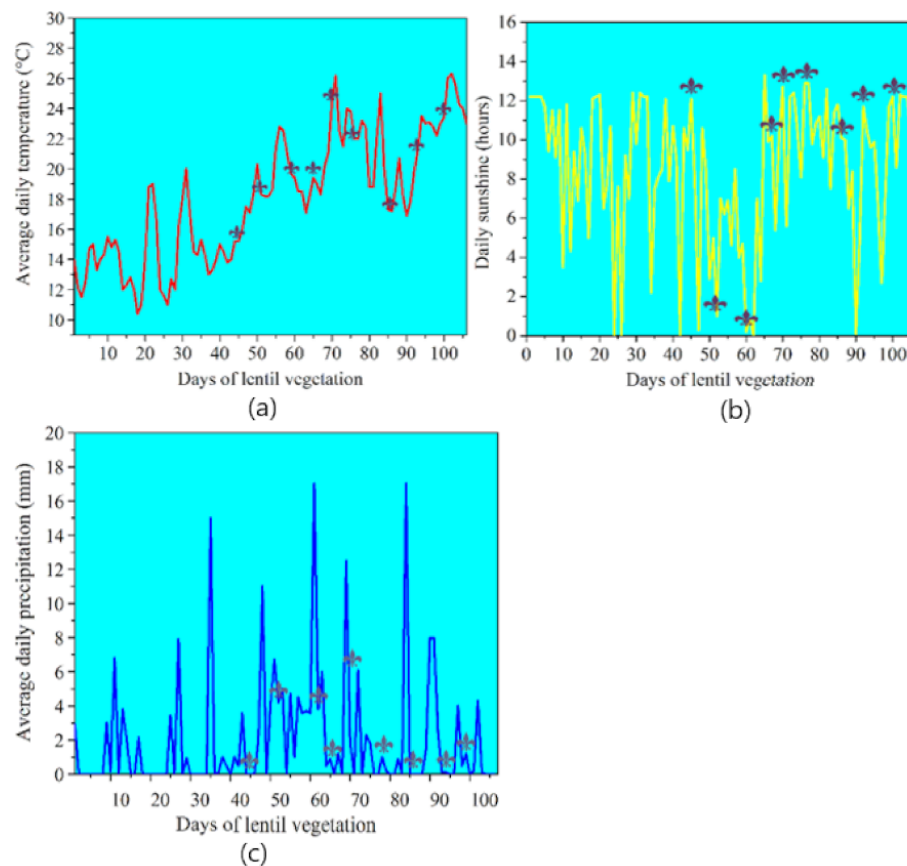 Average daily temperature (°C)
30
28
26
24
22
20
18
16
14
12
10
0 10 20 30 40 50 60 70 80 90 100
Days of lentil vegetation
(a)
Daily sunshine (hours)
16
14
12
10
8
6
4
2
0
0 10 20 30 40 50 60 70 80 90 100
Days of lentil vegetation
(b)
Average daily precipitation (mm)
20
18
16
14
12
10
8
6
4
2
0
10 20 30 40 50 60 70 80 90 100
Days of lentil vegetation
(c)